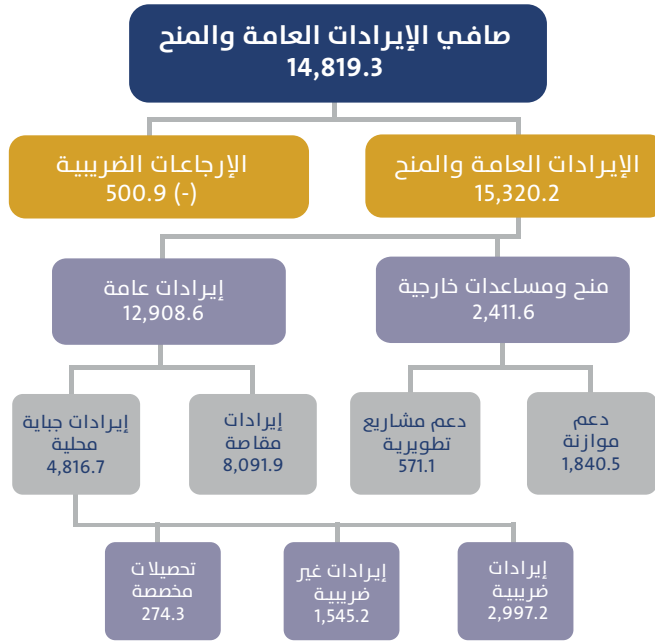 صافي الإيرادات العامة والمنح
14,819.3
الإيرادات العامة والمنح
15,320.2
الإرجاعات الضريبية
500.9 (-)
منح ومساعدات خارجية
2,411.6
إيرادات عامة
12,908.6
دعم
موازنة
1,840.5
دعم مشاريع
تطويرية
571.1
إيرادات
مقاصة
8,091.9
إيرادات جباية
محلية
4,816.7
إيرادات
ضريبية
2,997.2
إيرادات غير
ضريبية
1,545.2
تحصيلات
مخصصة
274.3